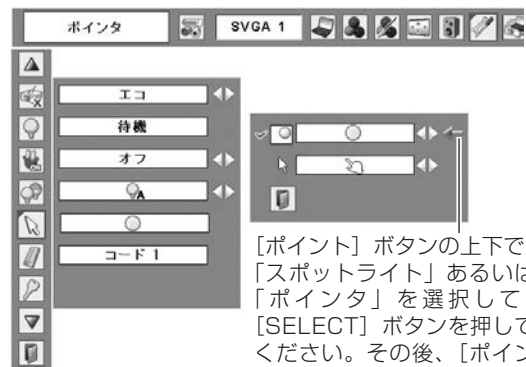 ポインタ
SVGA 1
エコ
待機
オフ
A
コード 1
［ポイント］ボタンの上下で
「スポットライト」あるいは
「ポインタ」を選択して
［SELECT］ボタンを押して
ください。その後、［ポイン